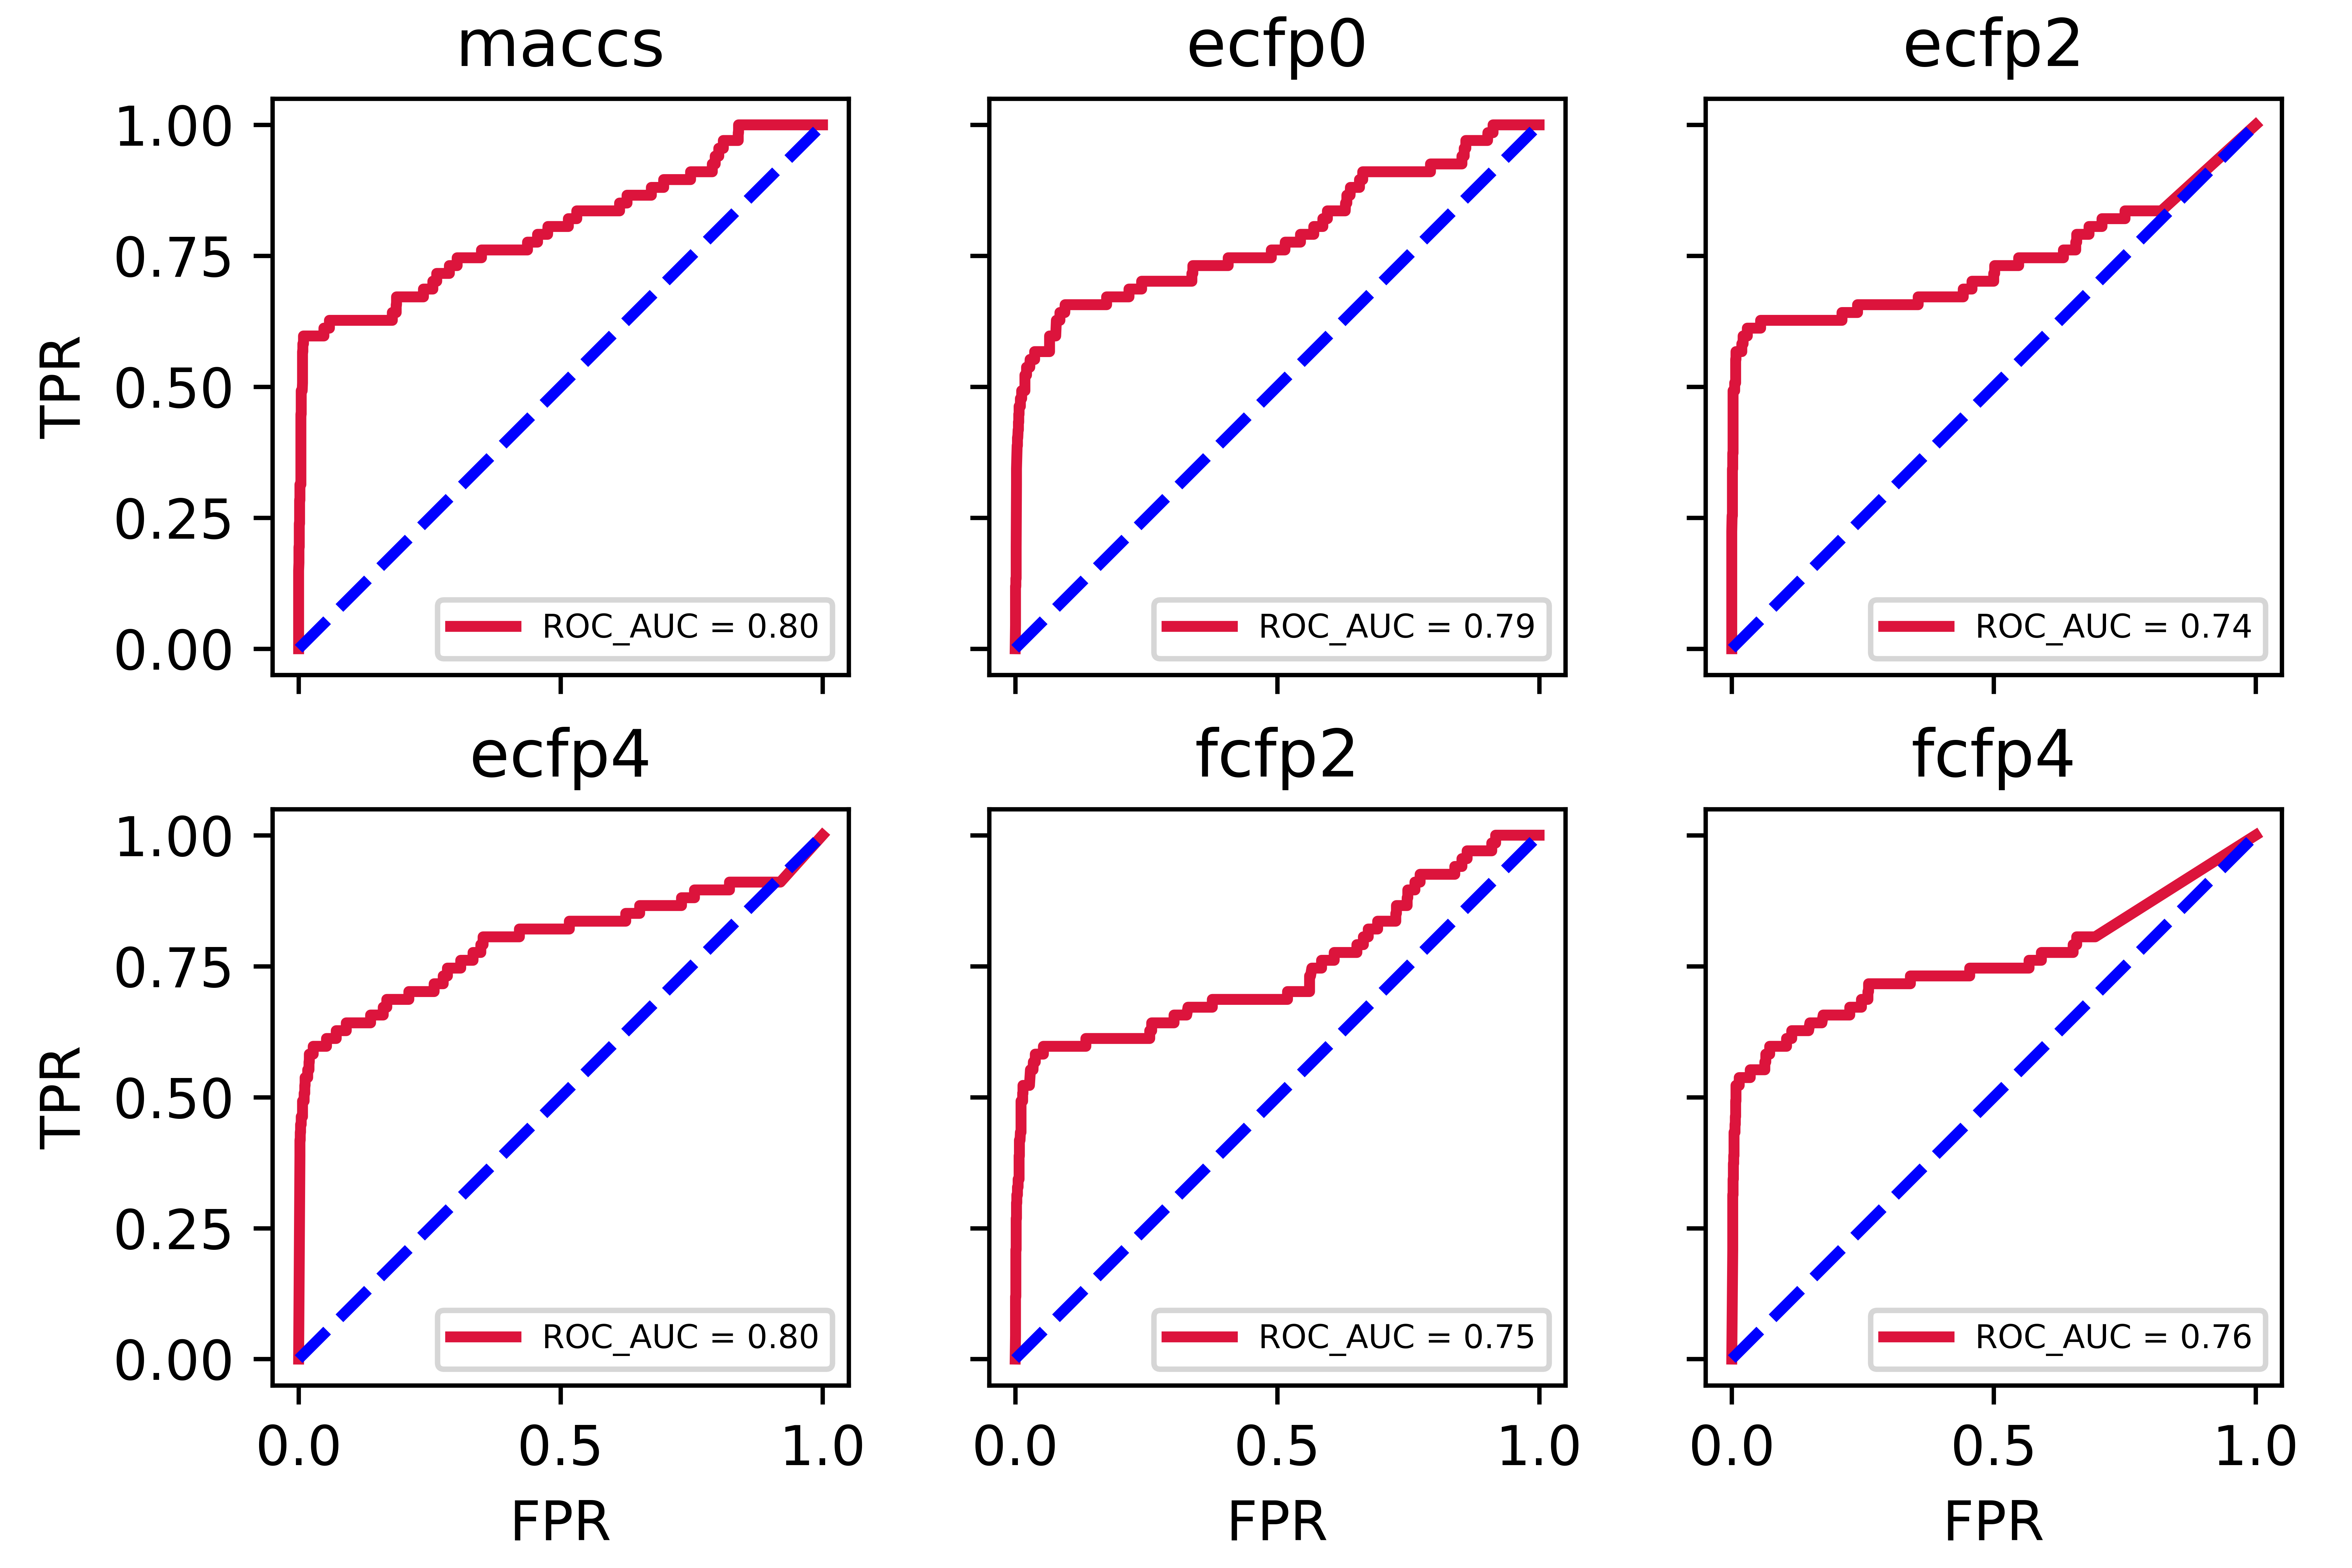 maccs
ecfp0
ecfp2
TPR
1.00
0.75
0.50
0.25
0.00
ROC_AUC = 0.80
ROC_AUC = 0.79
ROC_AUC = 0.74
ecfp4
fcfp2
fcfp4
TPR
1.00
0.75
0.50
0.25
0.00
ROC_AUC = 0.80
ROC_AUC = 0.75
ROC_AUC = 0.76
0.0 0.5 1.0
0.0 0.5 1.0
0.0 0.5 1.0
FPR
FPR
FPR